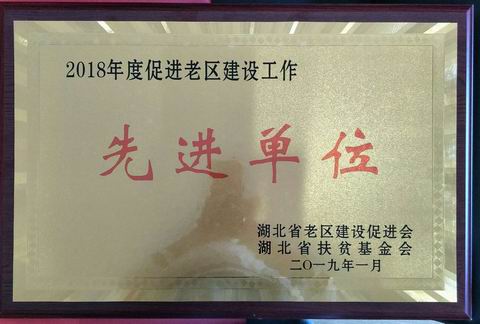 2018年度促进老区建设工作
先进单位
湖北省老区建设促进会
湖北省扶贫基金会
二〇一九年一月